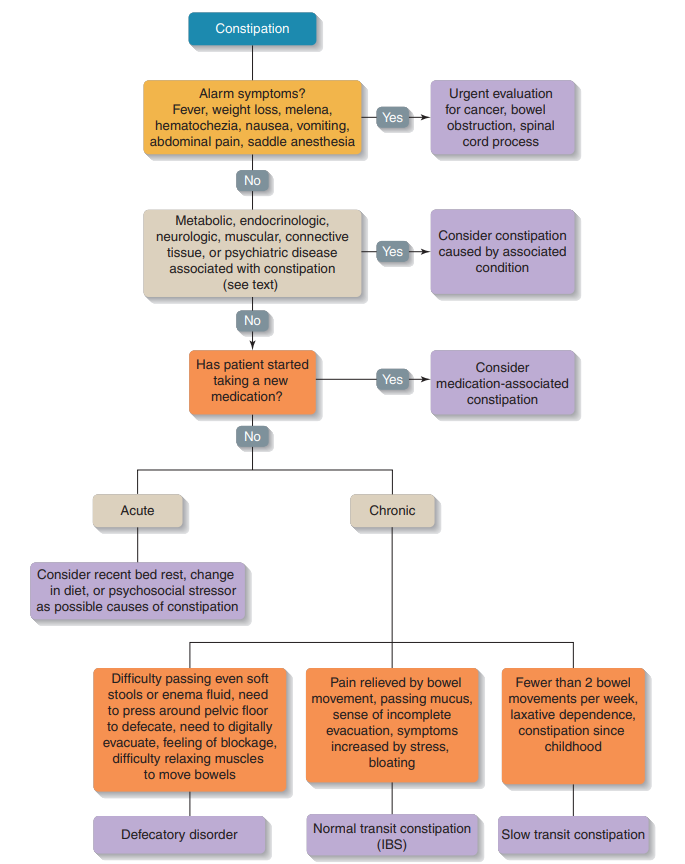 Constipation
Alarm symptoms?
Fever, weight loss, melena,
hematochezia, nausea, vomiting,
abdominal pain, saddle anesthesia
Yes
Urgent evaluation
for cancer, bowel
obstruction, spinal
cord process
No
Metabolic, endocrinologic,
neurologic, muscular, connective
tissue, or psychiatric disease
associated with constipation
(see text)
Yes
Consider constipation
caused by associated
condition
No
Has patient started
taking a new
medication?
Yes
Consider
medication-associated
constipation
No
Acute
Chronic
Consider recent bed rest, change
in diet, or psychosocial stressor
as possible causes of constipation
Difficulty passing even soft
stools or enema fluid, need
to press around pelvic floor
to defecate, need to digitally
evacuate, feeling of blockage,
difficulty relaxing muscles
to move bowels
Pain relieved by bowel
movement, passing mucus,
sense of incomplete
evacuation, symptoms
increased by stress,
bloating
Fewer than 2 bowel
movements per week,
laxative dependence,
constipation since
childhood
Defecatory disorder
Normal transit constipation
(IBS)
Slow transit constipation